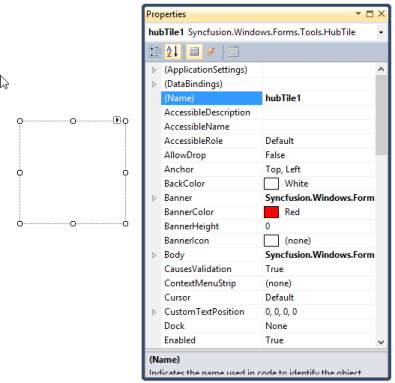 Properties
hubTile1 Syncfusion.Windows.Forms.Tools.HubTile
(ApplicationSettings)
(DataBindings)
(Name) hubTile1
AccessibleDescription
AccessibleName
AccessibleRole Default
AllowDrop False
Anchor Top, Left
BackColor White
Banner Syncfusion.Windows.Form
BannerColor Red
BannerHeight 0
BannerIcon (none)
Body Syncfusion.Windows.Form
CausesValidation True
ContextMenuStrip (none)
Cursor Default
CustomTextPosition 0, 0, 0, 0
Dock None
Enabled True
(Name)
Indicates the name used in code to identify the object